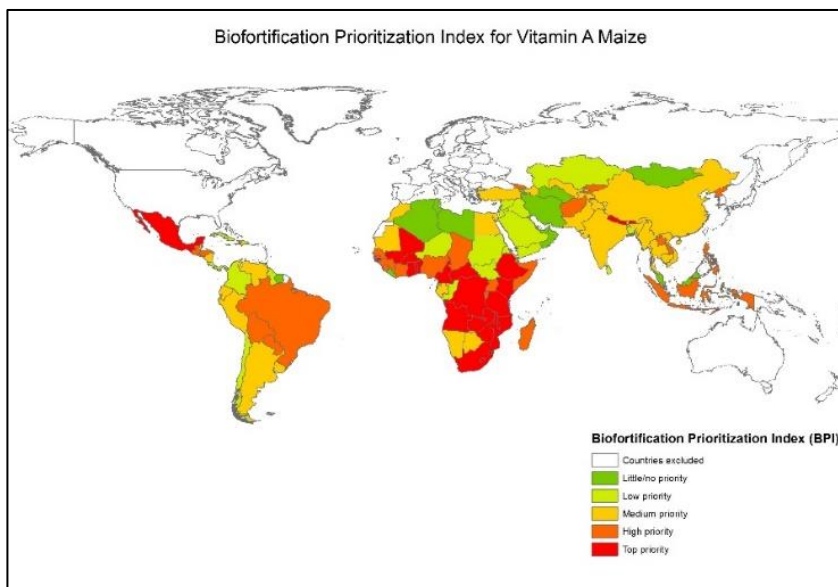 Biofortification Prioritization Index for Vitamin A Maize
Biofortification Prioritization Index (BPI)
Countries excluded
Little/no priority
Low priority
Medium priority
High priority
Top priority